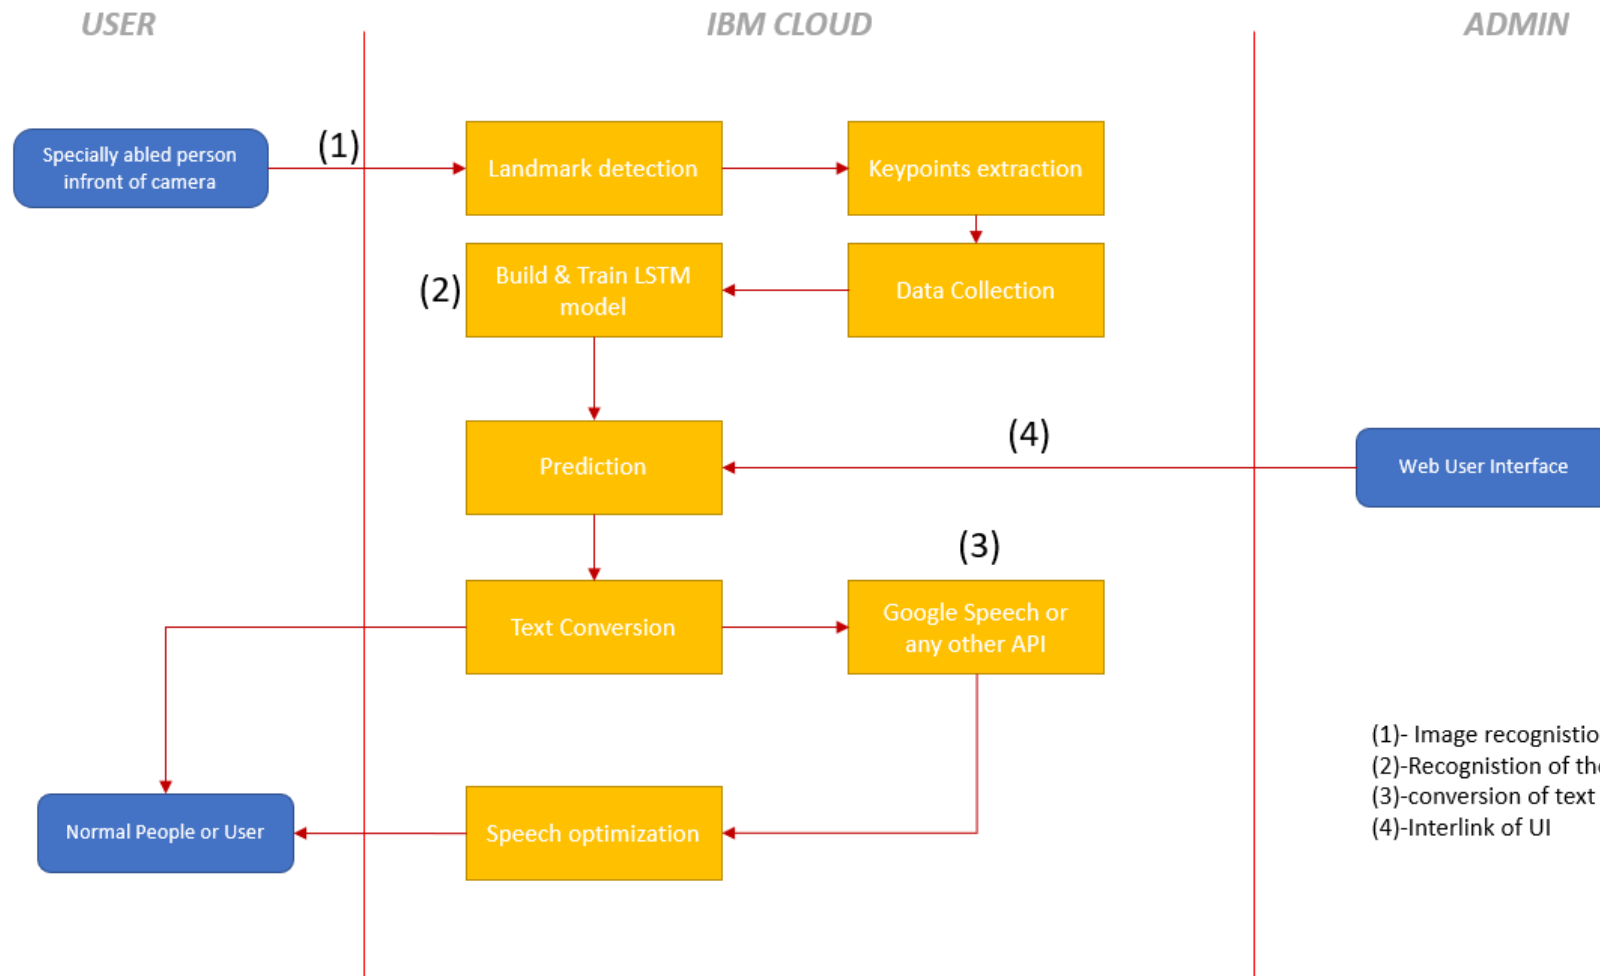 USER
IBM CLOUD
ADMIN
Specially abled person
infront of camera
(1)
Landmark detection
Keypoints extraction
(2)
Build & Train LSTM
model
Data Collection
(4)
Prediction
Web User Interface
(3)
Text Conversion
Google Speech or
any other API
(1)- Image recognistio
(2)-Recognistion of the
(3)-conversion of text
(4)-Interlink of UI
Normal People or User
Speech optimization